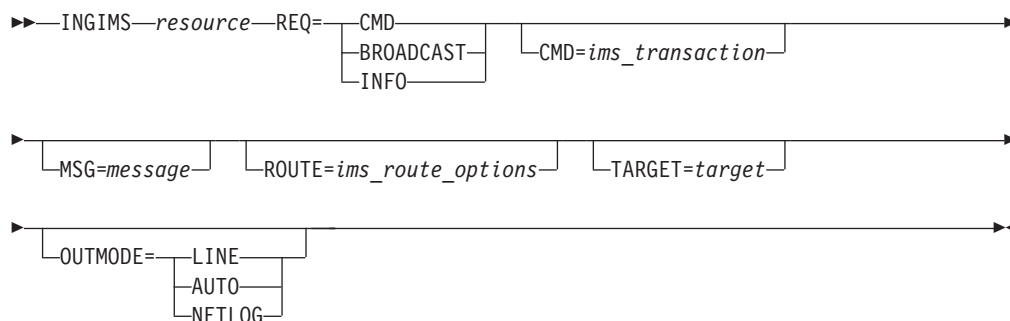 INGIMS resource REQ= CMD
BROADCAST
INFO
CMD=ims_transaction
MSG=message ROUTE=ims_route_options TARGET=target
OUTMODE= LINE
AUTO
NETLOG